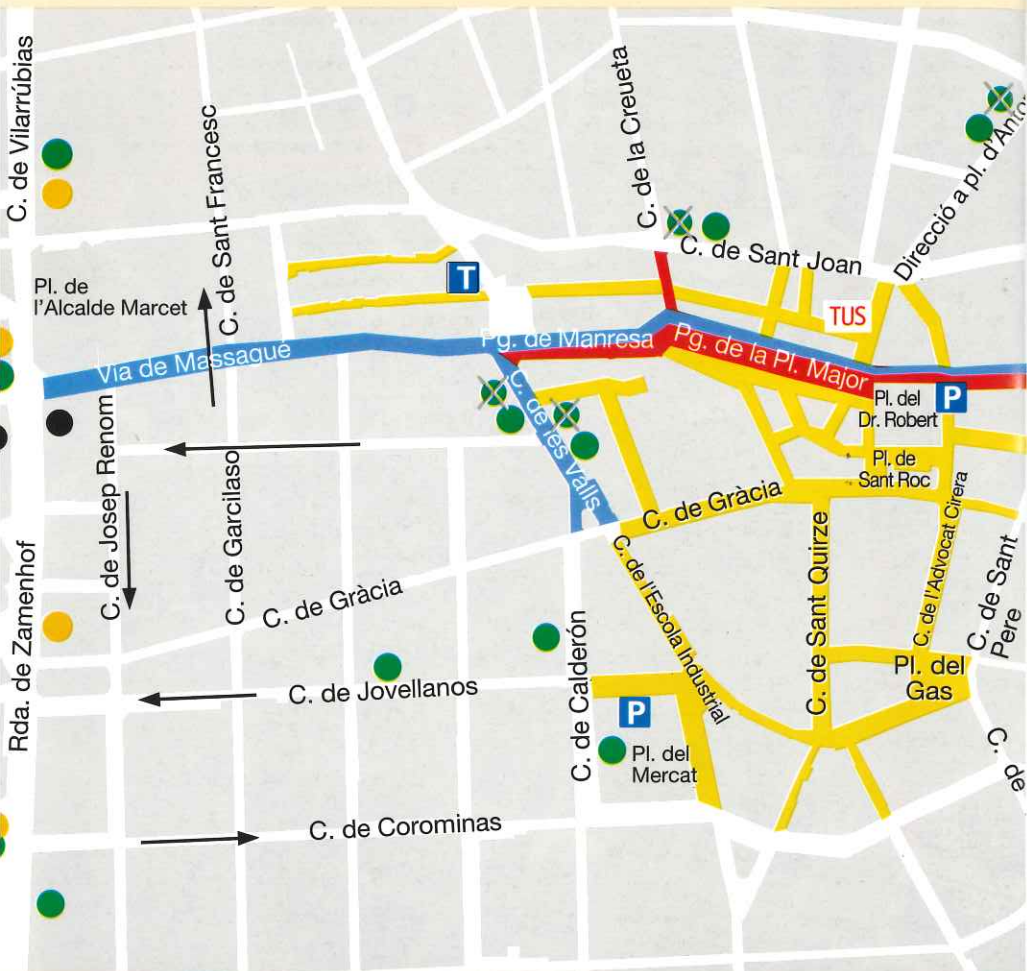 C. de Vilarrúbias
C. de Sant Francesc
C. de la Creueta
Direcció a pl. d'Anton
C. de Sant Joan
T
Pl. de
l'Alcalde Marcet
TUS
Via de Massagué
Pg. de Manresa
Pg. de la Pl. Major
P
Pl. del
Dr. Robert
C. de les Valls
C. de Josep Renom
C. de Garcilaso
Pl. de
Sant Roc
C. de Gràcia
Rda. de Zamenhof
C. de Gràcia
C. de l'Escola Industrial
C. de Sant Quirze
C. de l'Advocat Cirera
C. de Sant
Pere
C. de Jovellanos
C. de Calderón
Pl. del
Gas
P
Pl. del
Mercat
C. de
C. de Corominas